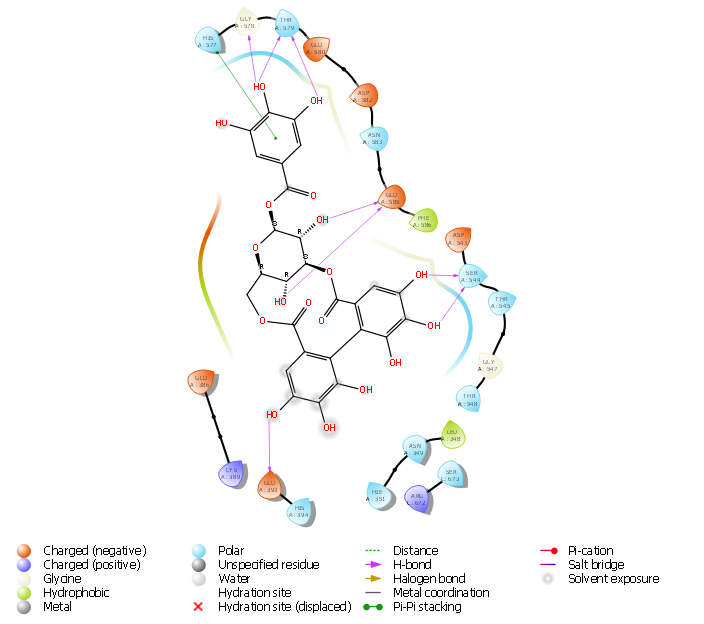 GLY
A:578
THR
A:579
HIS
A:577
GLU
A:580
ASP
A:582
ASN
A:583
GLU
A:585
PHE
A:586
ASP
A:543
SER
A:544
THR
A:545
GLY
A:547
THR
A:548
LEU
A:348
ASN
A:349
SER
C:673
ARG
C:672
HIE
A:351
GLU
A:386
LYS
A:389
GLU
A:393
HIS
A:394
HO
OH
HO
O
O
S
OH
R
O
S
R
R
HO
O
O
O
O
O
OH
OH
OH
OH
HO
OH
Charged (negative)
Charged (positive)
Glycine
Hydrophobic
Metal
Polar
Unspecified residue
Water
Hydration site
Hydration site (displaced)
Distance
H-bond
Halogen bond
Metal coordination
Pi-Pi stacking
Pi-cation
Salt bridge
Solvent exposure